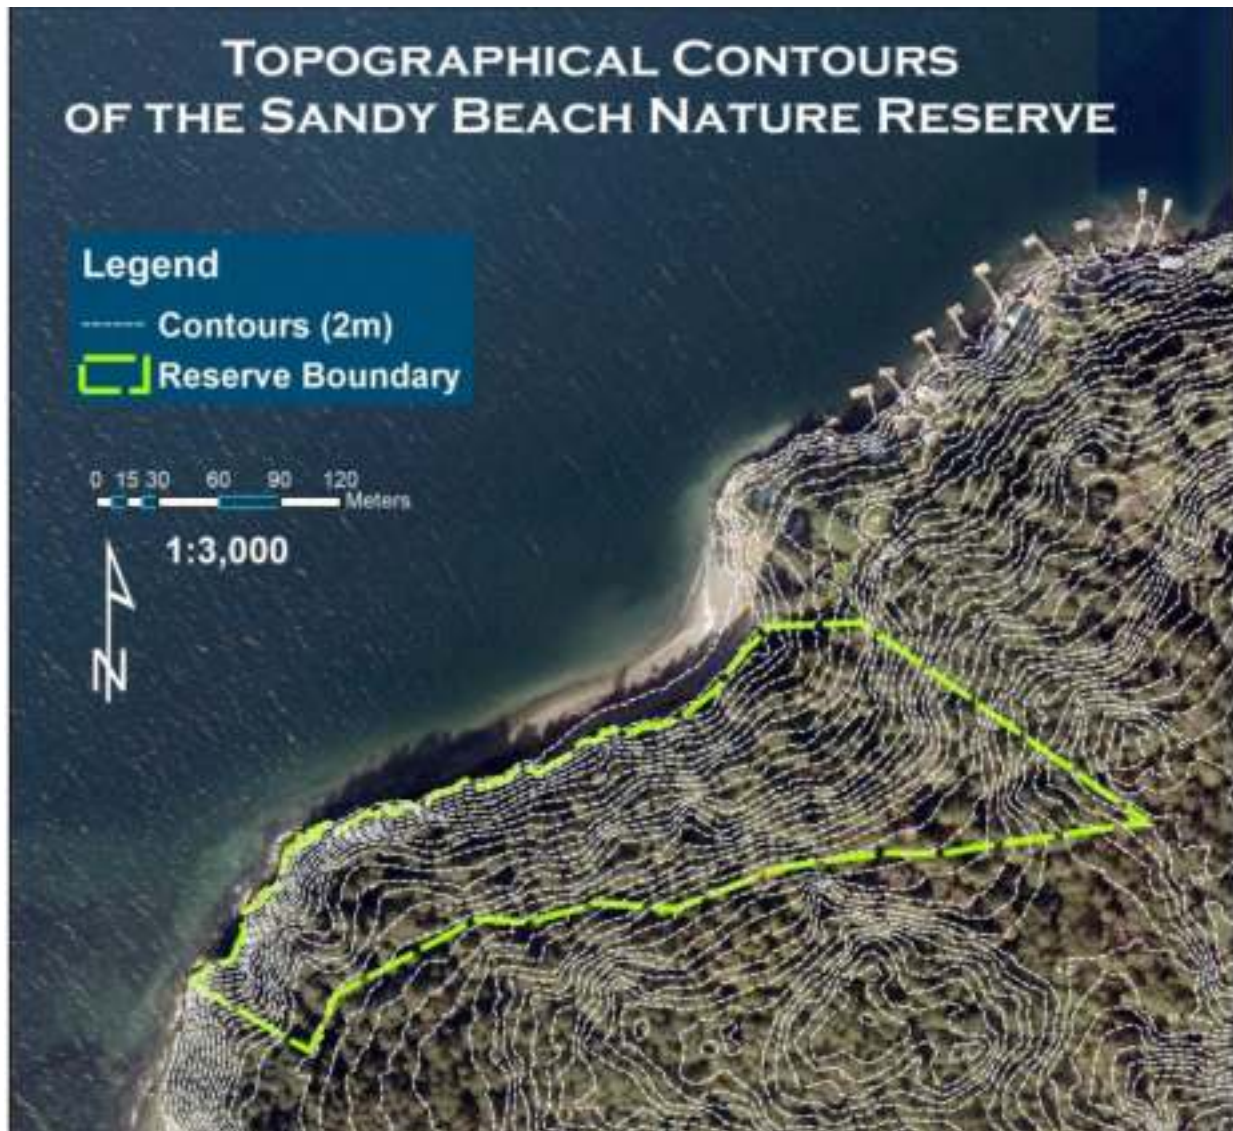 TOPOGRAPHICAL CONTOURS
OF THE SANDY BEACH NATURE RESERVE
Legend
Contours (2m)
Reserve Boundary
0 15 30 60 90 120
Meters
1:3,000
N